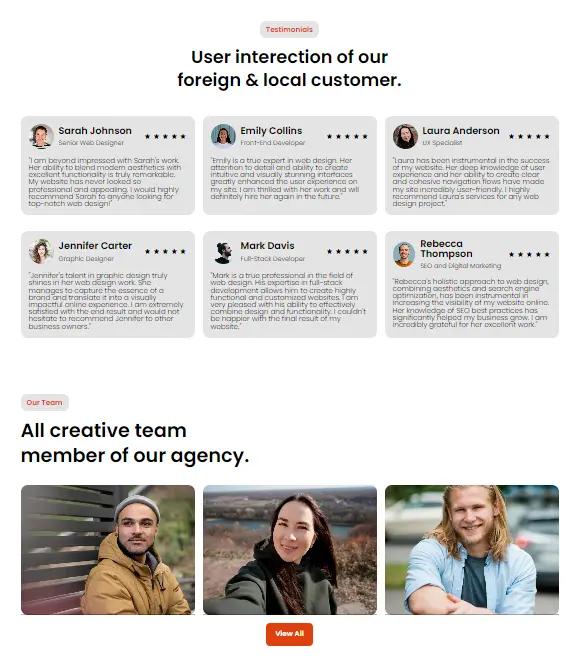 Testimonials
User interection of our
foreign & local customer.
Sarah Johnson
Senior Web Designer
"I am beyond impressed with Sarah's work.
Her ability to blend modern aesthetics with
excellent functionality is truly remarkable.
My website has never looked so
professional and appealing. I would highly
recommend Sarah to anyone looking for
top-notch web design!"
Emily Collins
Front-End Developer
"Emily is a true expert in web design. Her
attention to detail and ability to create
intuitive and visually stunning interfaces
greatly enhanced the user experience on
my site. I am thrilled with her work and will
definitely hire her again in the future."
Laura Anderson
UX Specialist
"Laura has been instrumental in the success
of my website. Her deep knowledge of user
experience and her ability to create clear
and cohesive navigation flows have made
my site incredibly user-friendly. I highly
recommend Laura's services for any web
design project."
Jennifer Carter
Graphic Designer
"Jennifer's talent in graphic design truly
shines in her web design work. She
manages to capture the essence of a
brand and translate it into a visually
impactful online experience. I am extremely
satisfied with the end result and would not
hesitate to recommend Jennifer to other
business owners."
Mark Davis
Full-Stack Developer
"Mark is a true professional in the field of
web design. His expertise in full-stack
development allows him to create highly
functional and customized websites. I am
very pleased with his ability to effectively
combine design and functionality. I couldn't
be happier with the final result of my
website."
Rebecca
Thompson
SEO and Digital Marketing
"Rebecca's holistic approach to web design,
combining aesthetics and search engine
optimization, has been instrumental in
increasing the visibility of my website online.
Her knowledge of SEO best practices has
significantly helped my business grow. I am
incredibly grateful for her excellent work."
Our Team
All creative team
member of our agency.
View All